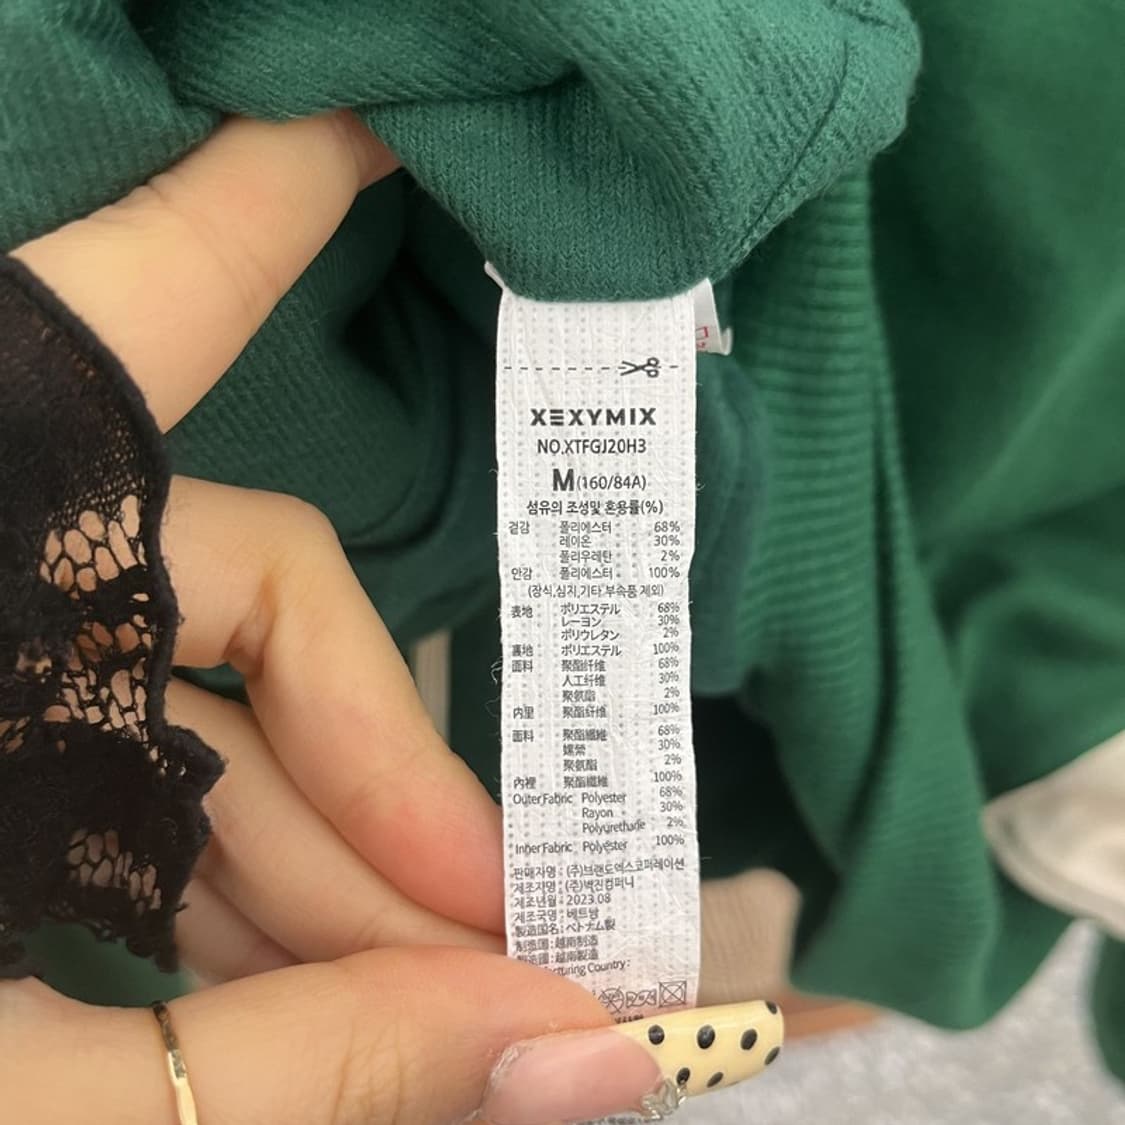 XEXYMIX
NO.XTFGJ20H3
M(160/84A)
섬유의 조성및 혼용률(%)
겉감 폴리에스터 68%
레이온 30%
폴리우레탄 2%
안감 폴리에스터 100%
(장식,심지,기타 부속품 제외)
表地 ポリエステル 68%
レーヨン 30%
ポリウレタン 2%
裏地 ポリエステル 100%
面料 聚酯纤维 68%
人工纤维 30%
聚氨酯 2%
内里 聚酯纤维 100%
面料 聚酯纖維 68%
嫘縈 30%
聚氨酯 2%
內裡 聚酯纖維 100%
Outer Fabric Polyester 68%
Rayon 30%
Polyurethane 2%
Inner Fabric Polyester 100%
판매자명 : (주)브랜드엑스코퍼레이션
제조자명 : (주)백진컴퍼니
제조년월 : 2023.08
제조국명 : 베트남
製造国名 : ベトナム製
制造国 : 越南制造
製造國 : 越南製造
Country :